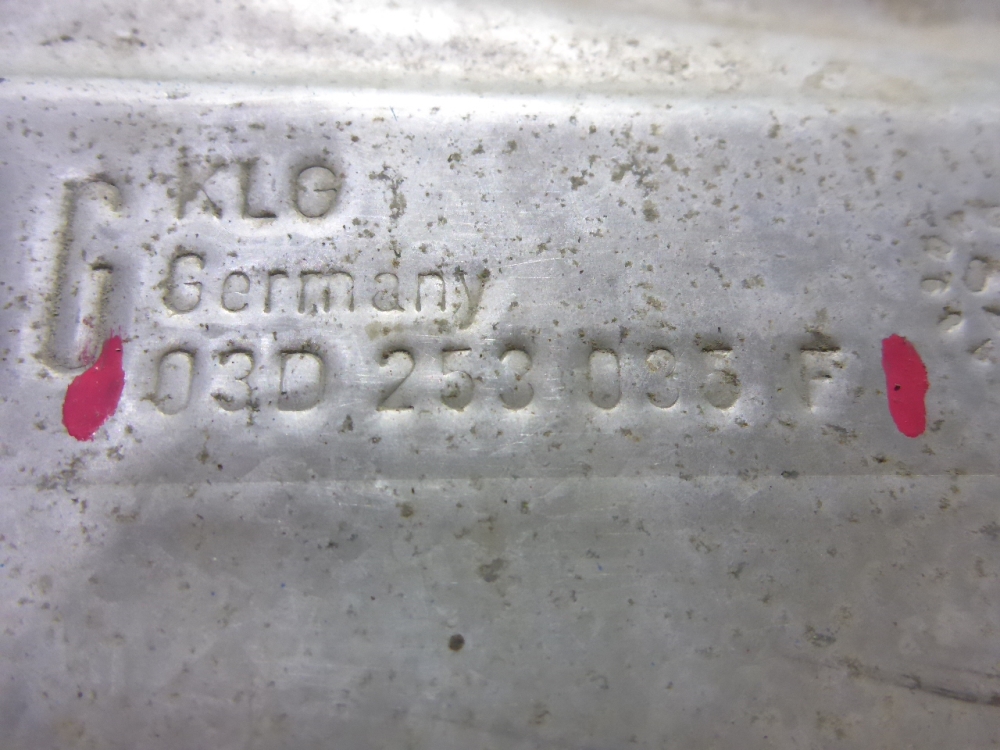 G
KLG
Germany
03D 253 035 F